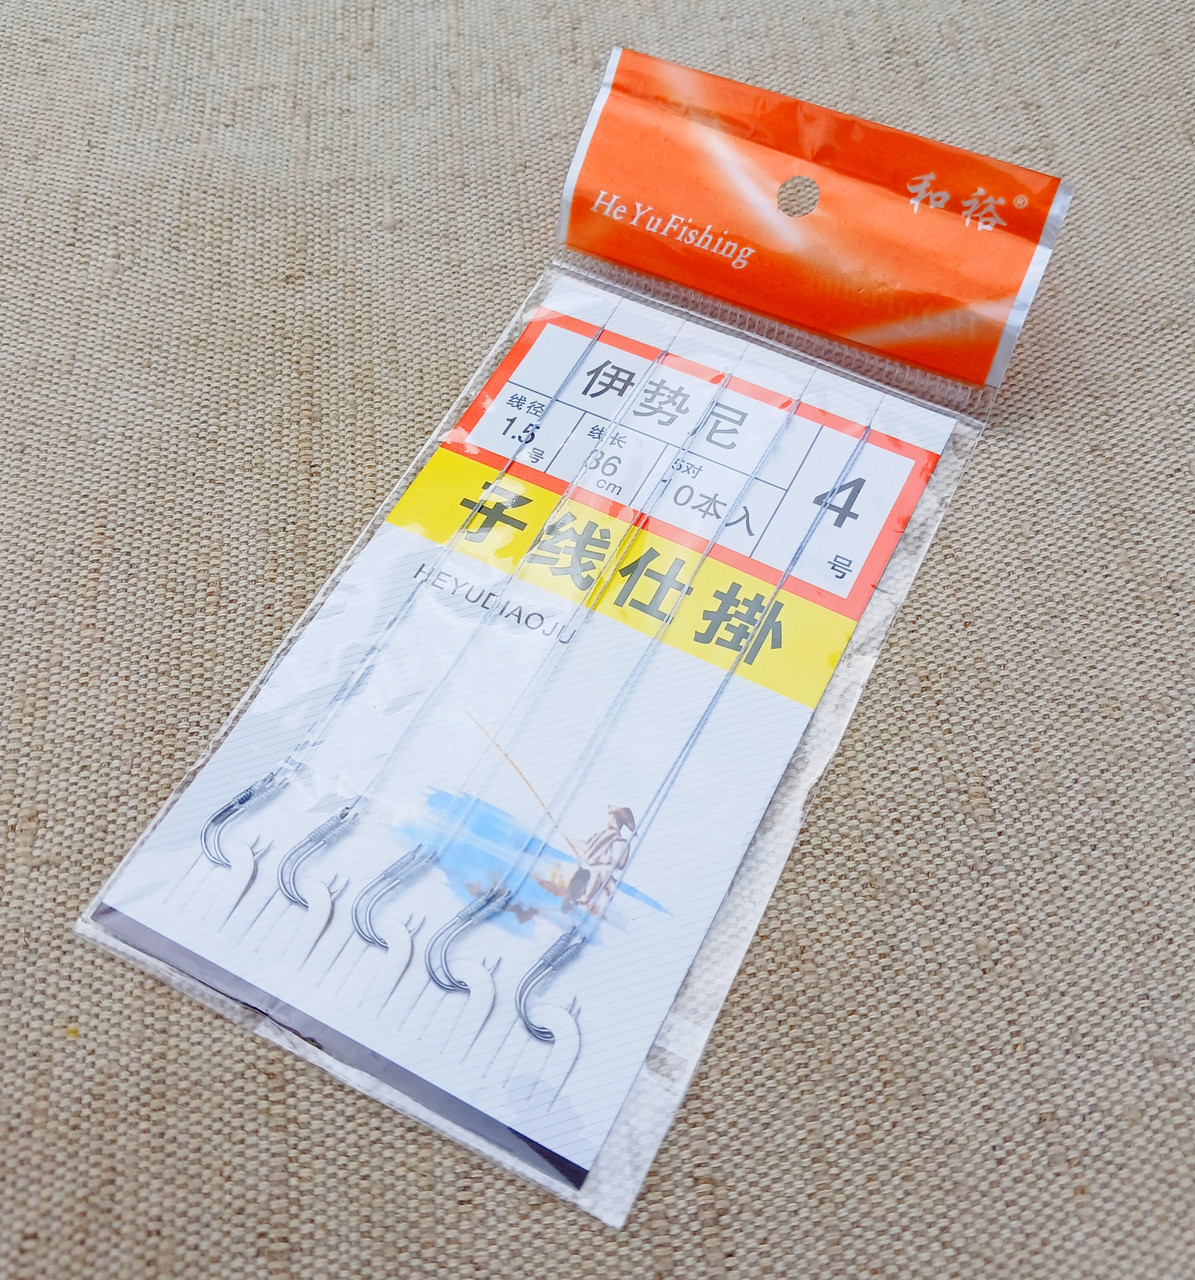 和裕®
HeYuFishing
伊势尼
线径
1.5
号
线长
36
cm
5对
10本入
4
号
子线仕掛
HEYUDIAOJU